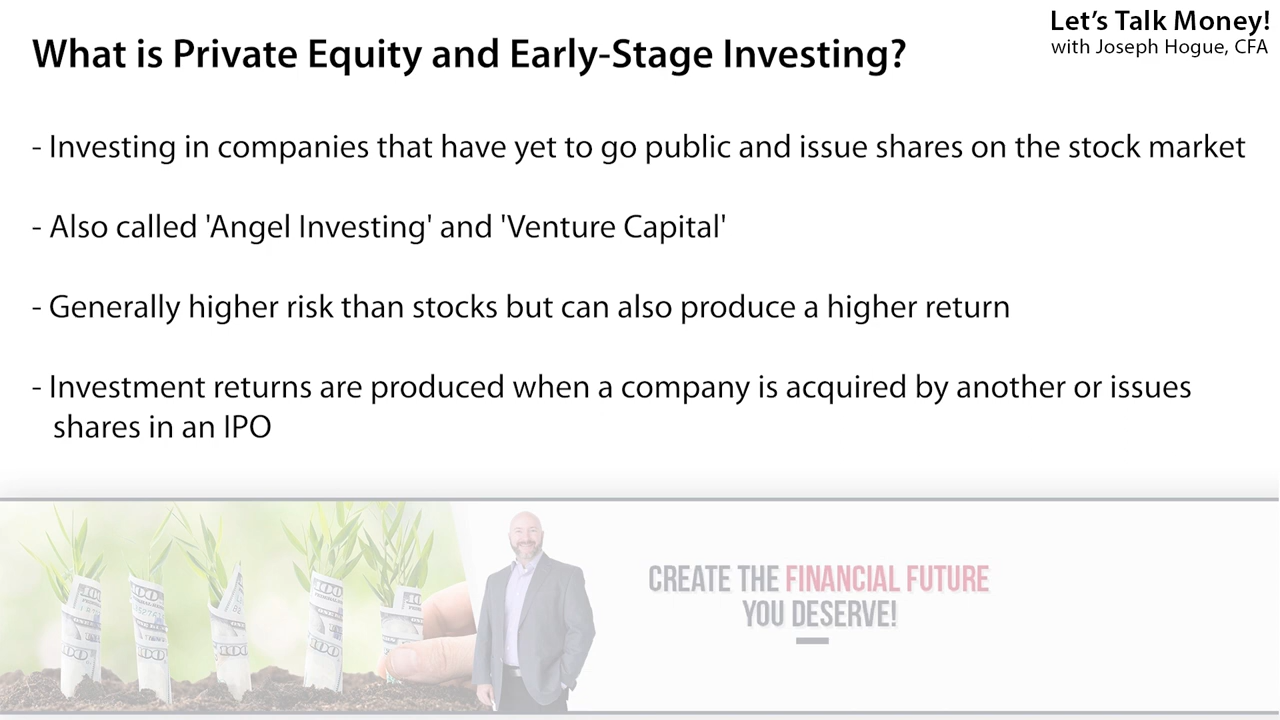 Let's Talk Money!
with Joseph Hogue, CFA
What is Private Equity and Early-Stage Investing?
- Investing in companies that have yet to go public and issue shares on the stock market
- Also called 'Angel Investing' and 'Venture Capital'
- Generally higher risk than stocks but can also produce a higher return
- Investment returns are produced when a company is acquired by another or issues
shares in an IPO
CREATE THE FINANCIAL FUTURE
YOU DESERVE!